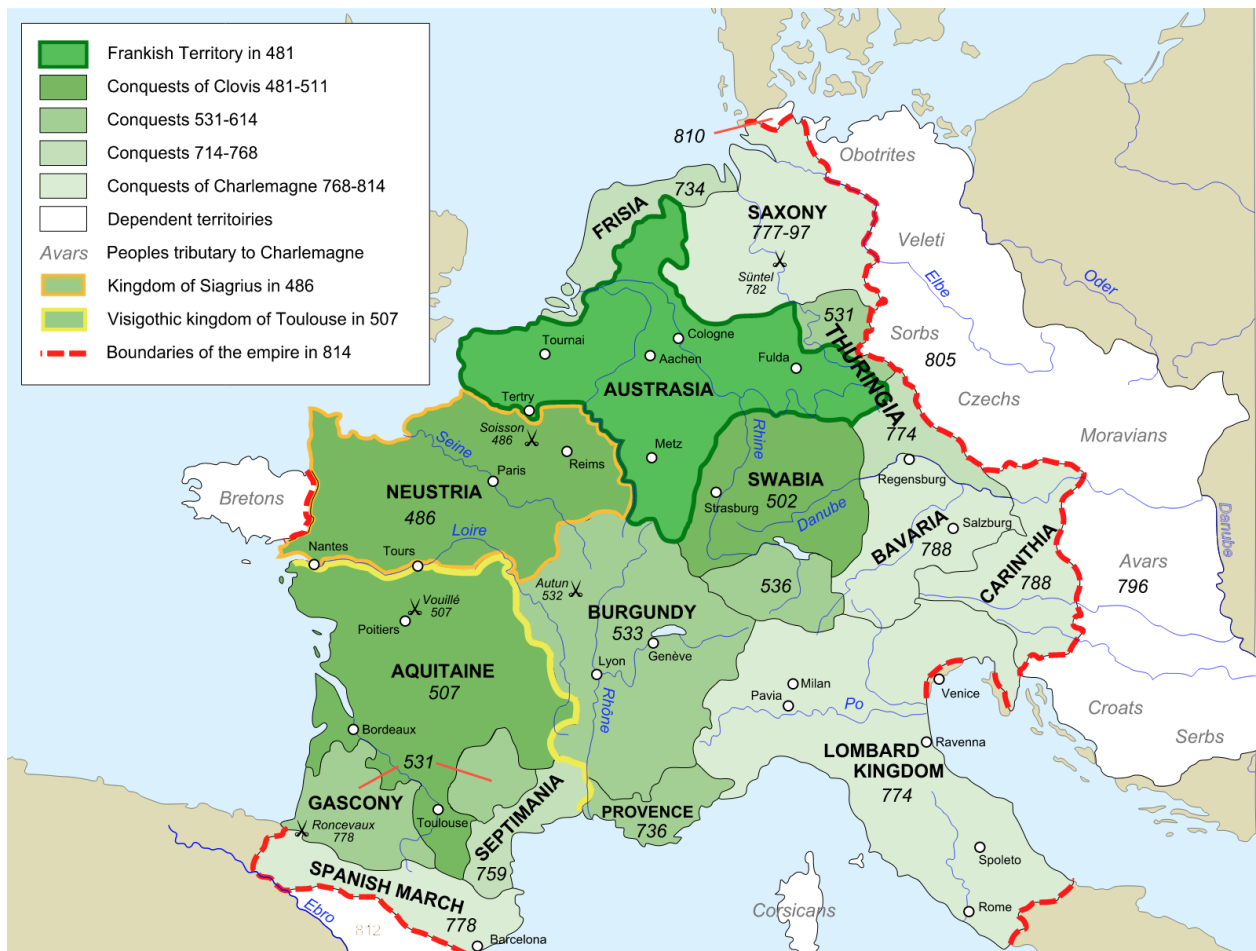 Frankish Territory in 481
Conquests of Clovis 481-511
Conquests 531-614
Conquests 714-768
Conquests of Charlemagne 768-814
Dependent territoiries
Avars Peoples tributary to Charlemagne
Kingdom of Siagrius in 486
Visigothic kingdom of Toulouse in 507
Boundaries of the empire in 814
810
Obotrites
734
FRISIA
SAXONY
777-97
Süntel
782
Veleti
Elbe
Oder
531
Sorbs
805
THURINGIA
Tournai
Cologne
Aachen
Fulda
AUSTRASIA
Tertry
Czechs
Soisson
486
Seine
Reims
Metz
Rhine
774
Moravians
Paris
Regensburg
Bretons
NEUSTRIA
486
SWABIA
502
Strasburg
Danube
Danube
Loire
Salzburg
Nantes
Tours
BAVARIA
788
CARINTHIA
788
Avars
796
Autun
532
536
Vouillé
507
Poitiers
BURGUNDY
533
Genève
Lyon
AQUITAINE
507
Rhône
Milan
Pavia
Po
Venice
Croats
Serbs
Bordeaux
Ravenna
LOMBARD
KINGDOM
774
531
GASCONY
Toulouse
SEPTIMANIA
759
PROVENCE
736
Roncevaux
778
Spoleto
SPANISH MARCH
778
Ebro
812
Barcelona
Corsicans
Rome